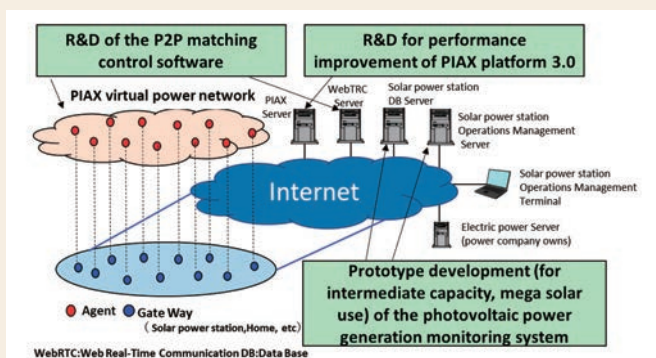 R&D of the P2P matching
control software
R&D for performance
improvement of PIAX platform 3.0
PIAX virtual power network
PIAX
Server
WebTRC
Server
Solar power station
DB Server
Solar power station
Operations Management
Server
Internet
Solar power station
Operations Management
Terminal
Electric power Server
(power company owns)
Prototype development (for
intermediate capacity, mega solar
use) of the photovoltaic power
generation monitoring system
Agent
Gate Way
( Solar power station,Home, etc)
WebRTC:Web Real-Time Communication DB:Data Base